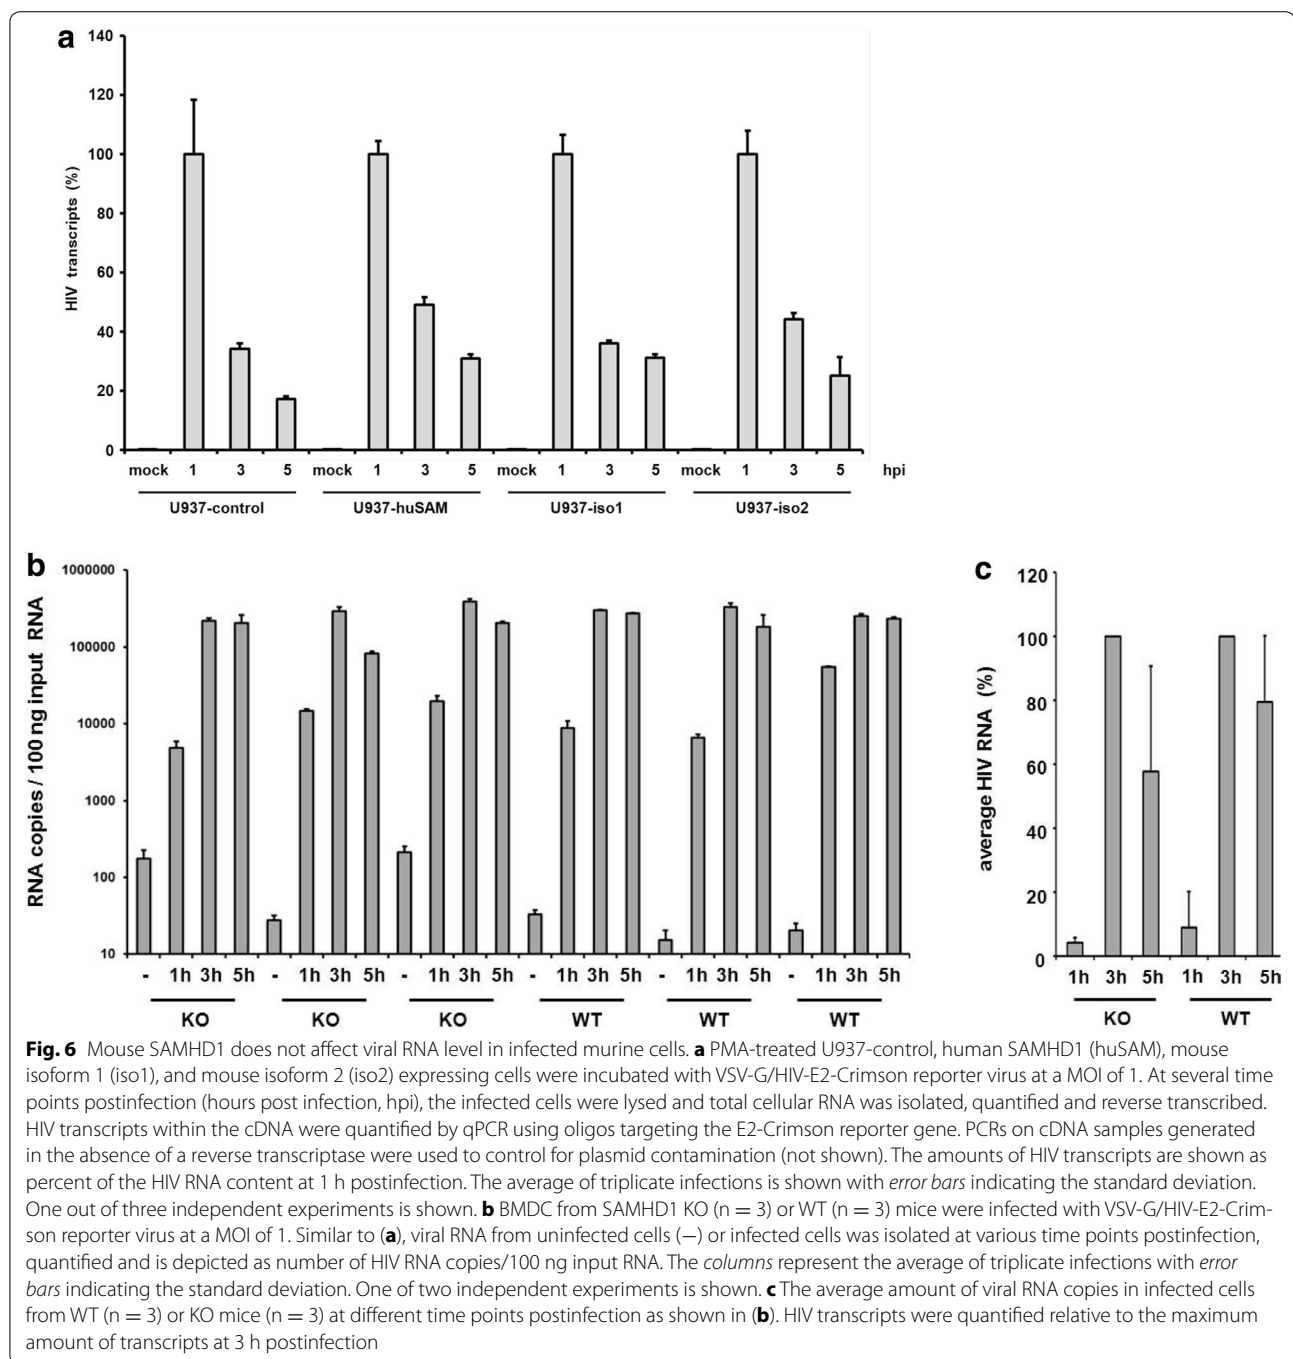 a
140
120
100
80
60
40
20
0
HIV transcripts (%)
mock 1 3 5 mock 1 3 5 mock 1 3 5 mock 1 3 5 hpi
U937-control U937-huSAM U937-iso1 U937-iso2
b
1000000
100000
10000
1000
100
10
RNA copies / 100 ng input RNA
- 1h 3h 5h - 1h 3h 5h - 1h 3h 5h - 1h 3h 5h - 1h 3h 5h - 1h 3h 5h
KO KO KO WT WT WT
c
120
100
80
60
40
20
0
average HIV RNA (%)
1h 3h 5h 1h 3h 5h
KO WT
Fig. 6 Mouse SAMHD1 does not affect viral RNA level in infected murine cells. a PMA-treated U937-control, human SAMHD1 (huSAM), mouse
isoform 1 (iso1), and mouse isoform 2 (iso2) expressing cells were incubated with VSV-G/HIV-E2-Crimson reporter virus at a MOI of 1. At several time
points postinfection (hours post infection, hpi), the infected cells were lysed and total cellular RNA was isolated, quantified and reverse transcribed.
HIV transcripts within the cDNA were quantified by qPCR using oligos targeting the E2-Crimson reporter gene. PCRs on cDNA samples generated
in the absence of a reverse transcriptase were used to control for plasmid contamination (not shown). The amounts of HIV transcripts are shown as
percent of the HIV RNA content at 1 h postinfection. The average of triplicate infections is shown with error bars indicating the standard deviation.
One out of three independent experiments is shown. b BMDC from SAMHD1 KO (n = 3) or WT (n = 3) mice were infected with VSV-G/HIV-E2-Crim-
son reporter virus at a MOI of 1. Similar to (a), viral RNA from uninfected cells (−) or infected cells was isolated at various time points postinfection,
quantified and is depicted as number of HIV RNA copies/100 ng input RNA. The columns represent the average of triplicate infections with error
bars indicating the standard deviation. One of two independent experiments is shown. c The average amount of viral RNA copies in infected cells
from WT (n = 3) or KO mice (n = 3) at different time points postinfection as shown in (b). HIV transcripts were quantified relative to the maximum
amount of transcripts at 3 h postinfection